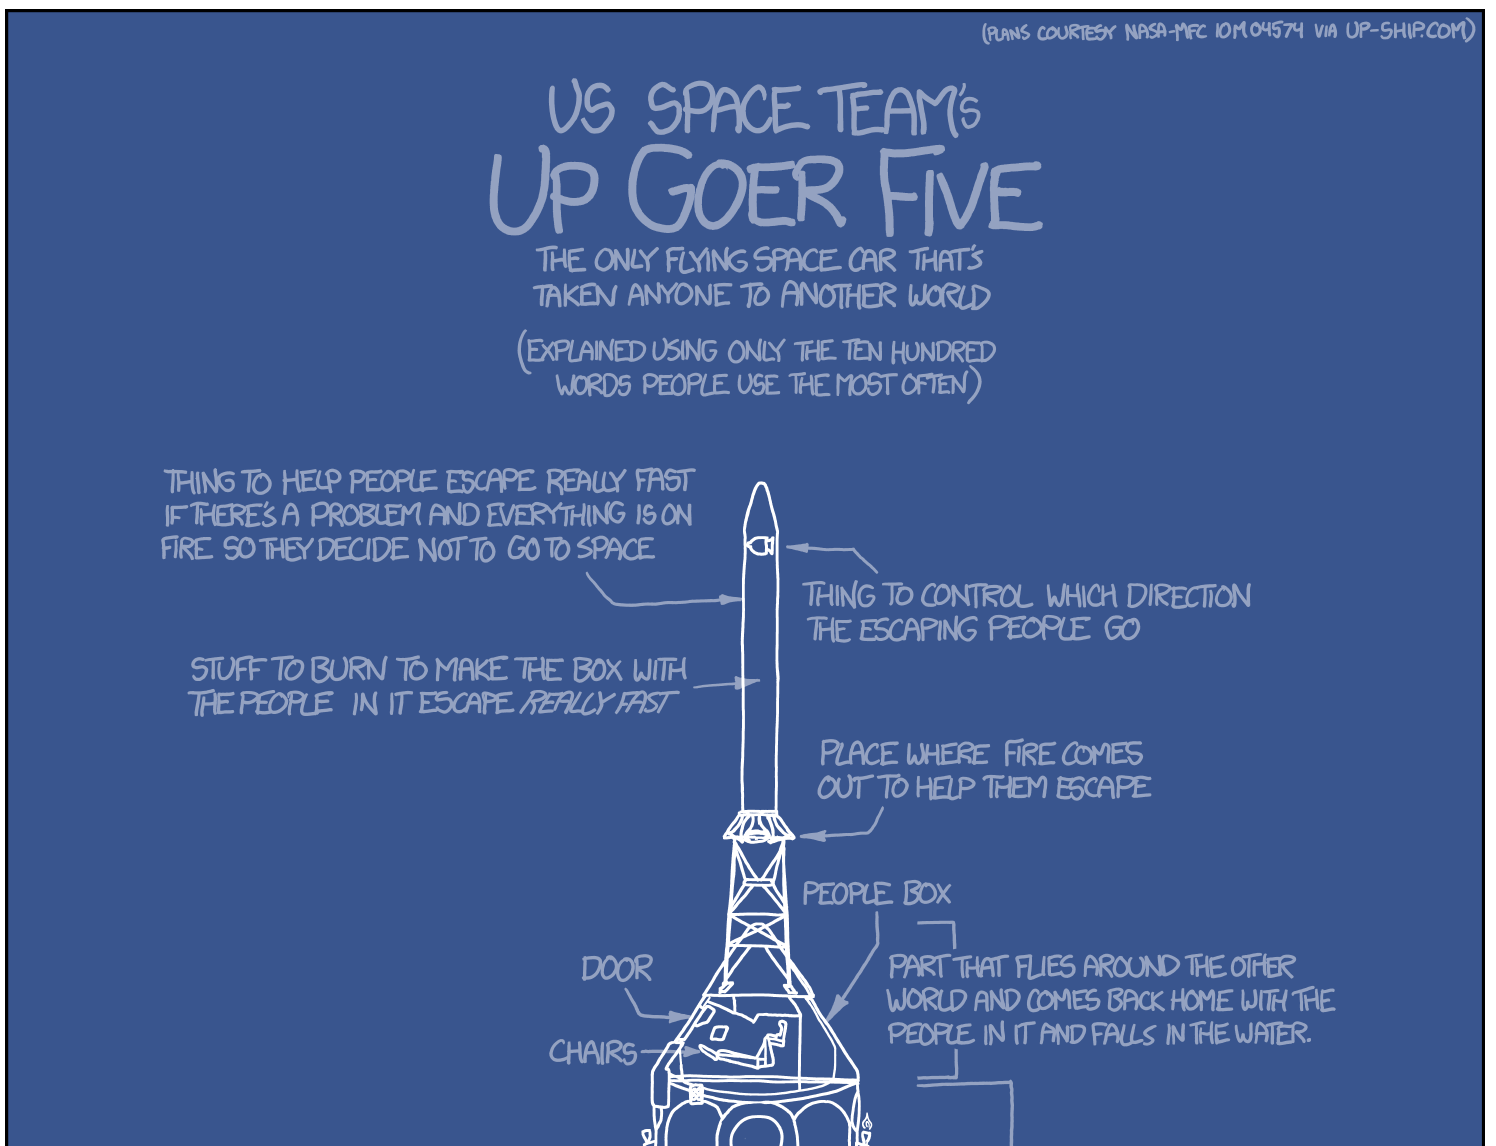 (PLANS COURTESY NASA-MFC 10M04574 VIA UP-SHIP.COM)
US SPACE TEAM'S
UP GOER FIVE
THE ONLY FLYING SPACE CAR THAT'S
TAKEN ANYONE TO ANOTHER WORLD
(EXPLAINED USING ONLY THE TEN HUNDRED
WORDS PEOPLE USE THE MOST OFTEN)
THING TO HELP PEOPLE ESCAPE REALLY FAST
IF THERE'S A PROBLEM AND EVERYTHING IS ON
FIRE SO THEY DECIDE NOT TO GO TO SPACE
THING TO CONTROL WHICH DIRECTION
THE ESCAPING PEOPLE GO
STUFF TO BURN TO MAKE THE BOX WITH
THE PEOPLE IN IT ESCAPE REALLY FAST
PLACE WHERE FIRE COMES
OUT TO HELP THEM ESCAPE
PEOPLE BOX
DOOR
PART THAT FLIES AROUND THE OTHER
WORLD AND COMES BACK HOME WITH THE
PEOPLE IN IT AND FALLS IN THE WATER.
CHAIRS